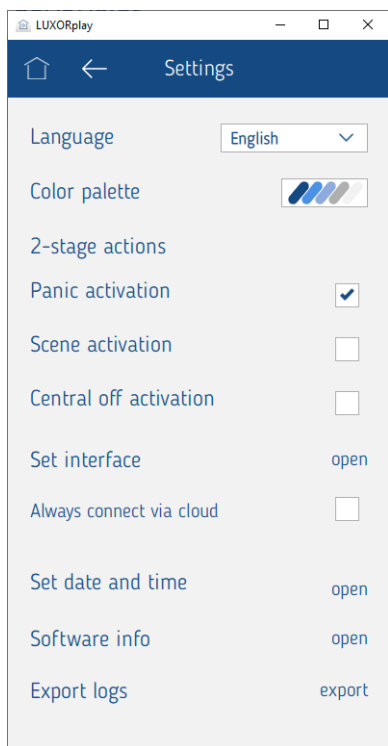 LUXORplay
Settings
Language English
Color palette
2-stage actions
Panic activation
Scene activation
Central off activation
Set interface open
Always connect via cloud
Set date and time open
Software info open
Export logs export